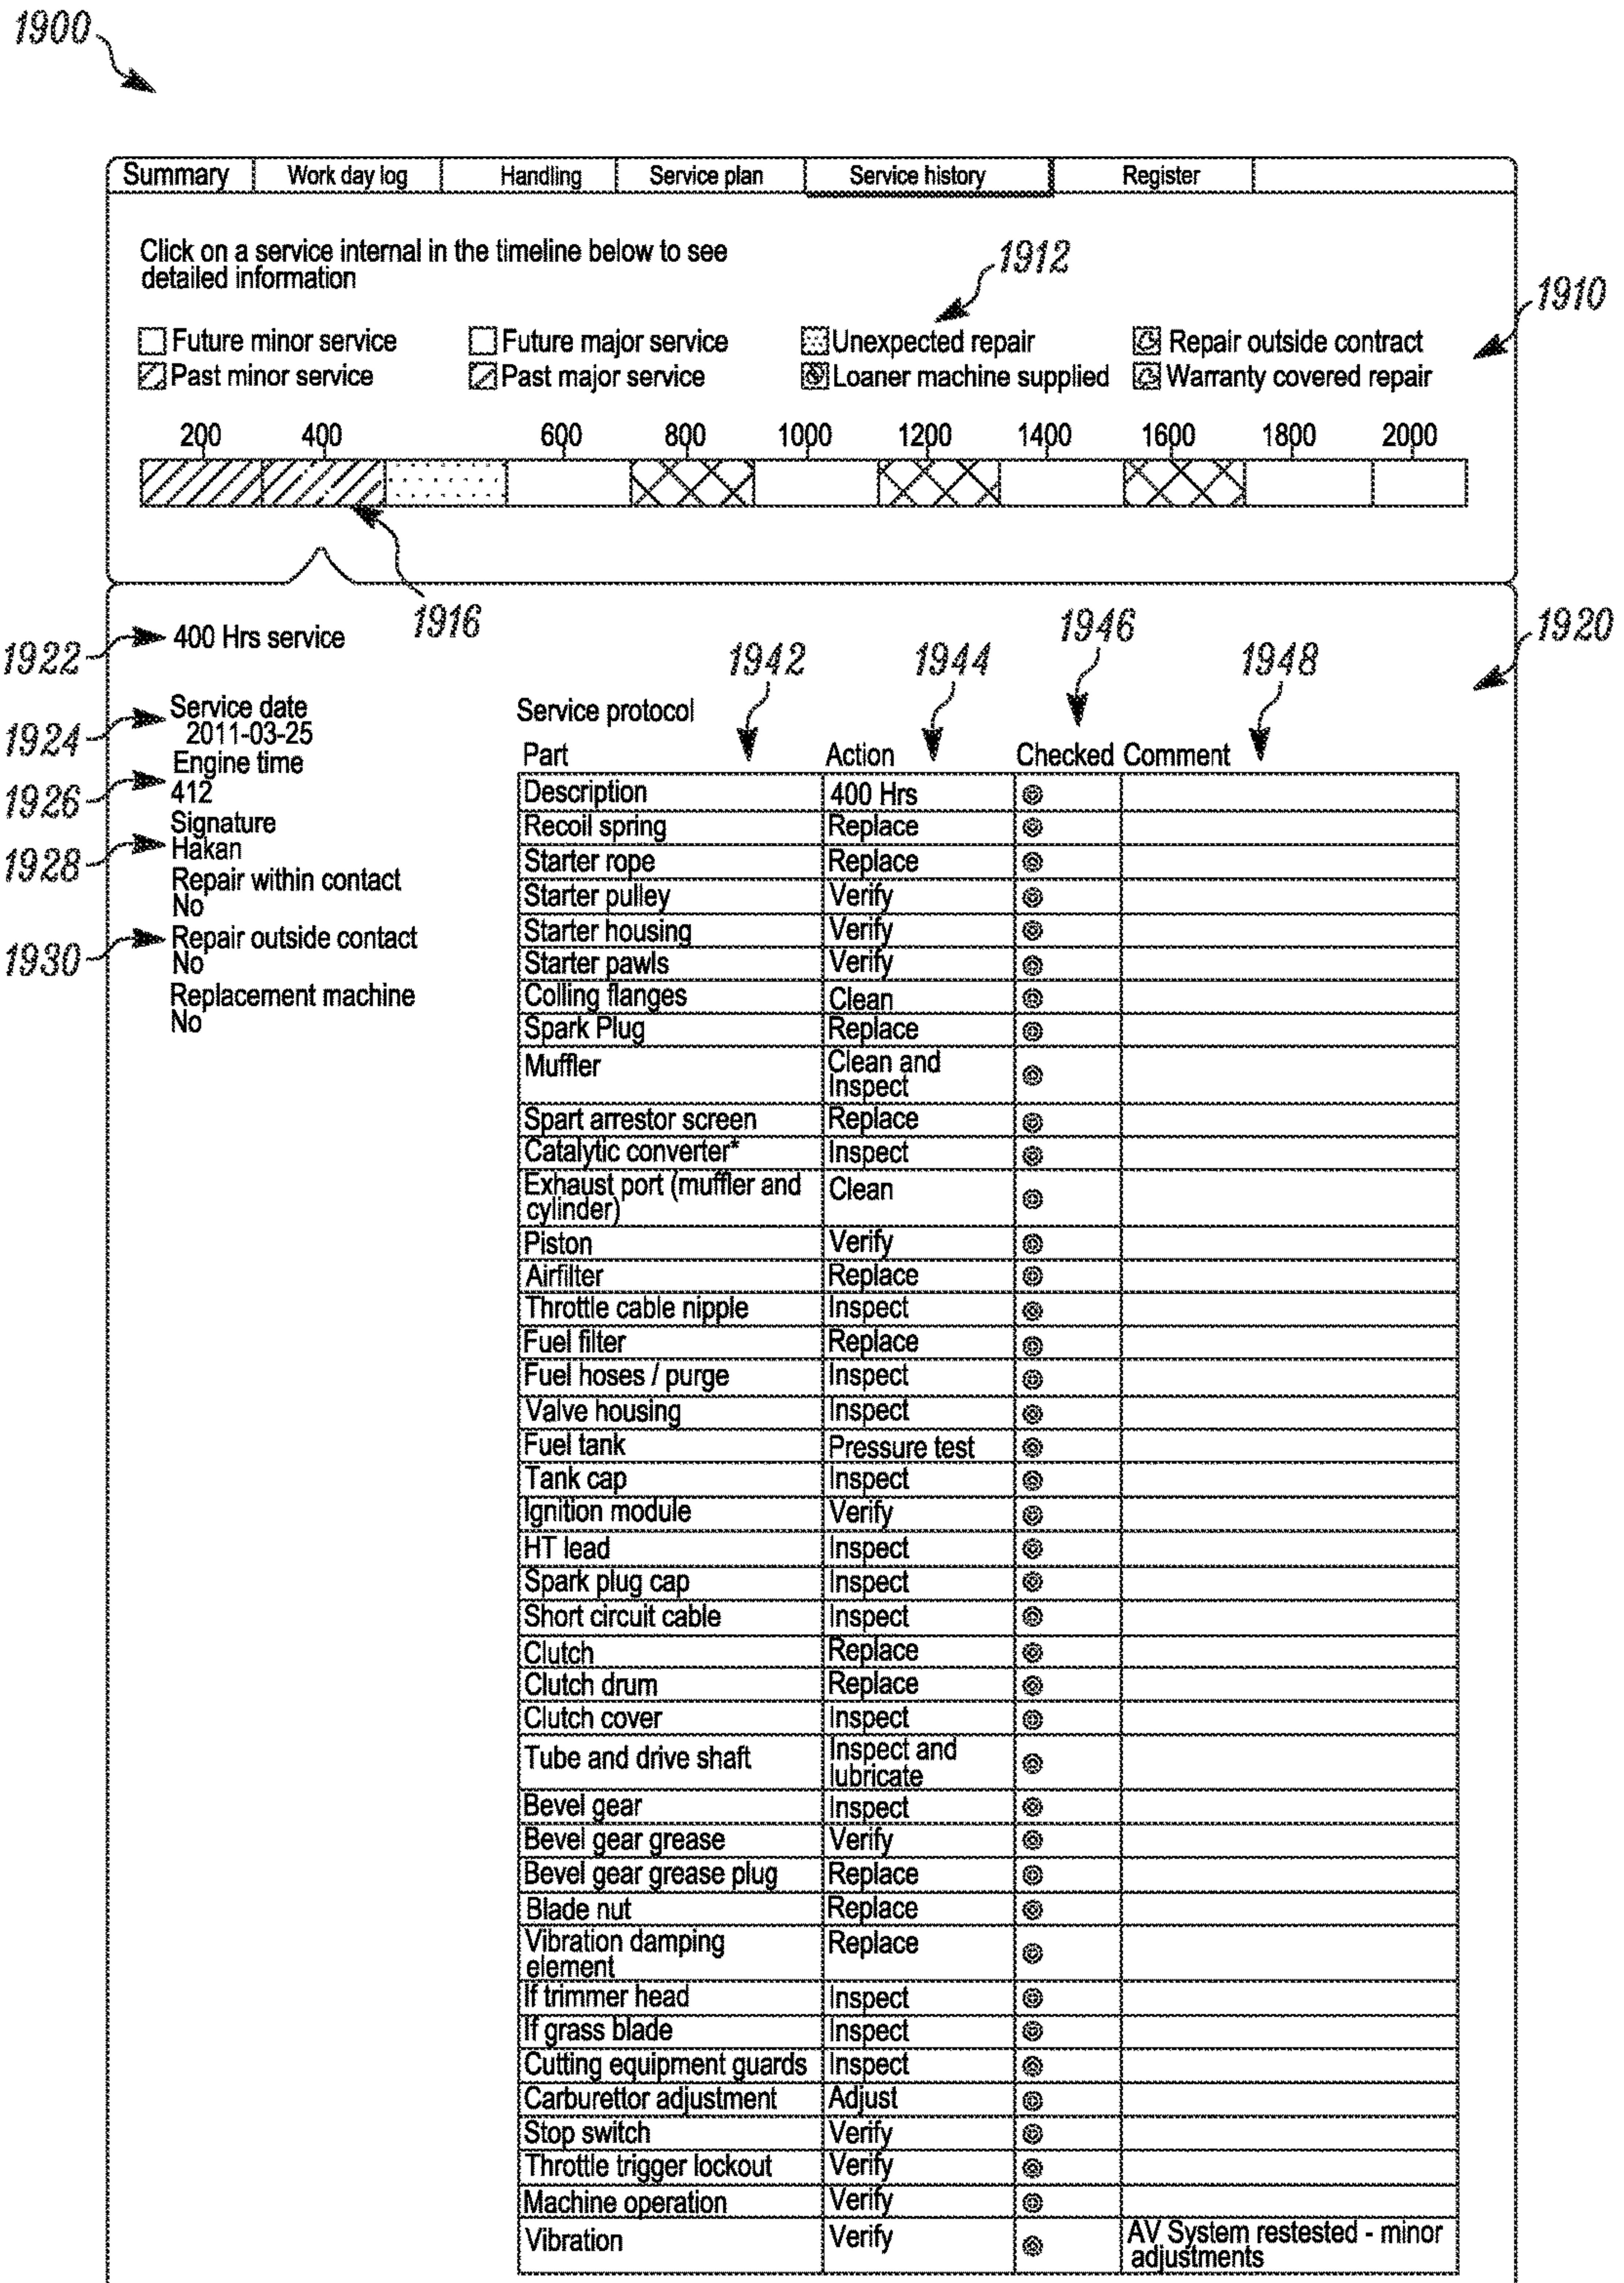 1900
Summary Work day log Handling Service plan Service history Register
Click on a service internal in the timeline below to see
detailed information
1912
1910
Future minor service Future major service Unexpected repair Repair outside contract
Past minor service Past major service Loaner machine supplied Warranty covered repair
200 400 600 800 1000 1200 1400 1600 1800 2000
1916
1922
400 Hrs service
1924
Service date
2011-03-25
1926
Engine time
412
1928
Signature
Hakan
Repair within contact
No
1930
Repair outside contact
No
Replacement machine
No
1920
1942 1944 1946 1948
Service protocol
Part Action Checked Comment
Description 400 Hrs
Recoil spring Replace
Starter rope Replace
Starter pulley Verify
Starter housing Verify
Starter pawls Verify
Colling flanges Clean
Spark Plug Replace
Muffler Clean and
Inspect
Spart arrestor screen Replace
Catalytic converter* Inspect
Exhaust port (muffler and Clean
cylinder)
Piston Verify
Airfilter Replace
Throttle cable nipple Inspect
Fuel filter Replace
Fuel hoses / purge Inspect
Valve housing Inspect
Fuel tank Pressure test
Tank cap Inspect
Ignition module Verify
HT lead Inspect
Spark plug cap Inspect
Short circuit cable Inspect
Clutch Replace
Clutch drum Replace
Clutch cover Inspect
Tube and drive shaft Inspect and
lubricate
Bevel gear Inspect
Bevel gear grease Verify
Bevel gear grease plug Replace
Blade nut Replace
Vibration damping Replace
element
If trimmer head Inspect
If grass blade Inspect
Cutting equipment guards Inspect
Carburettor adjustment Adjust
Stop switch Verify
Throttle trigger lockout Verify
Machine operation Verify
Vibration Verify AV System restested - minor
adjustments